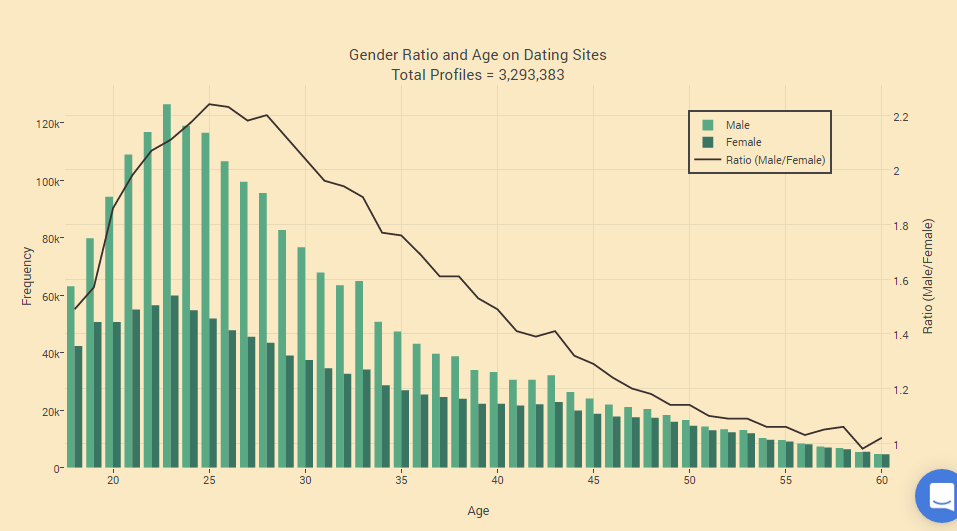 Gender Ratio and Age on Dating Sites
Total Profiles = 3,293,383
120k
100k
80k
60k
40k
20k
0
Frequency
Male
Female
Ratio (Male/Female)
2.2
2
1.8
1.6
1.4
1.2
1
Ratio (Male/Female)
20 25 30 35 40 45 50 55 60
Age